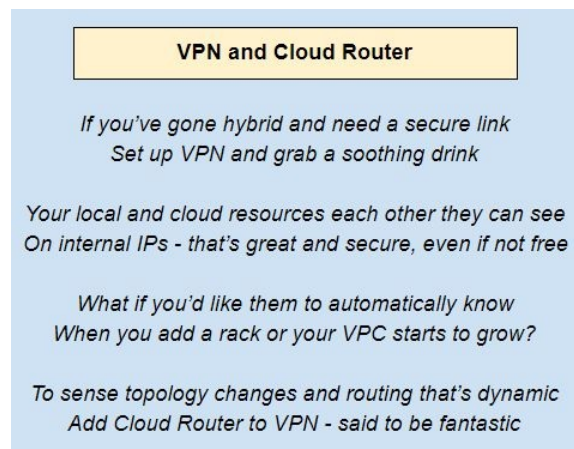 VPN and Cloud Router
If you've gone hybrid and need a secure link
Set up VPN and grab a soothing drink
Your local and cloud resources each other they can see
On internal IPs - that's great and secure, even if not free
What if you'd like them to automatically know
When you add a rack or your VPC starts to grow?
To sense topology changes and routing that's dynamic
Add Cloud Router to VPN - said to be fantastic